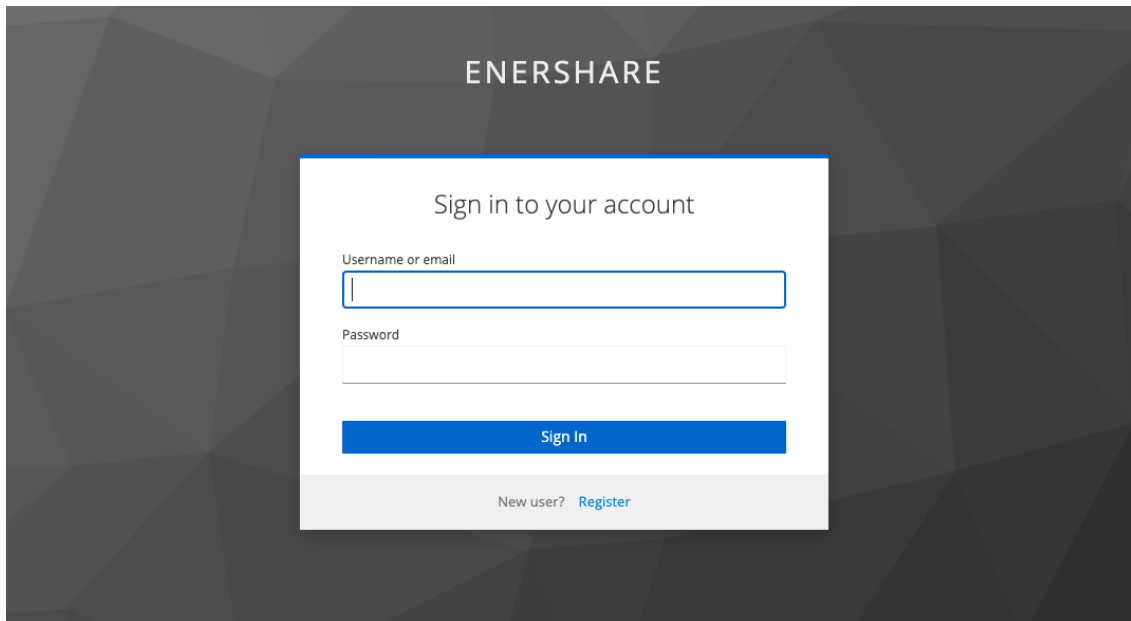 ENERSHARE
Sign in to your account
Username or email
Password
Sign In
New user? Register